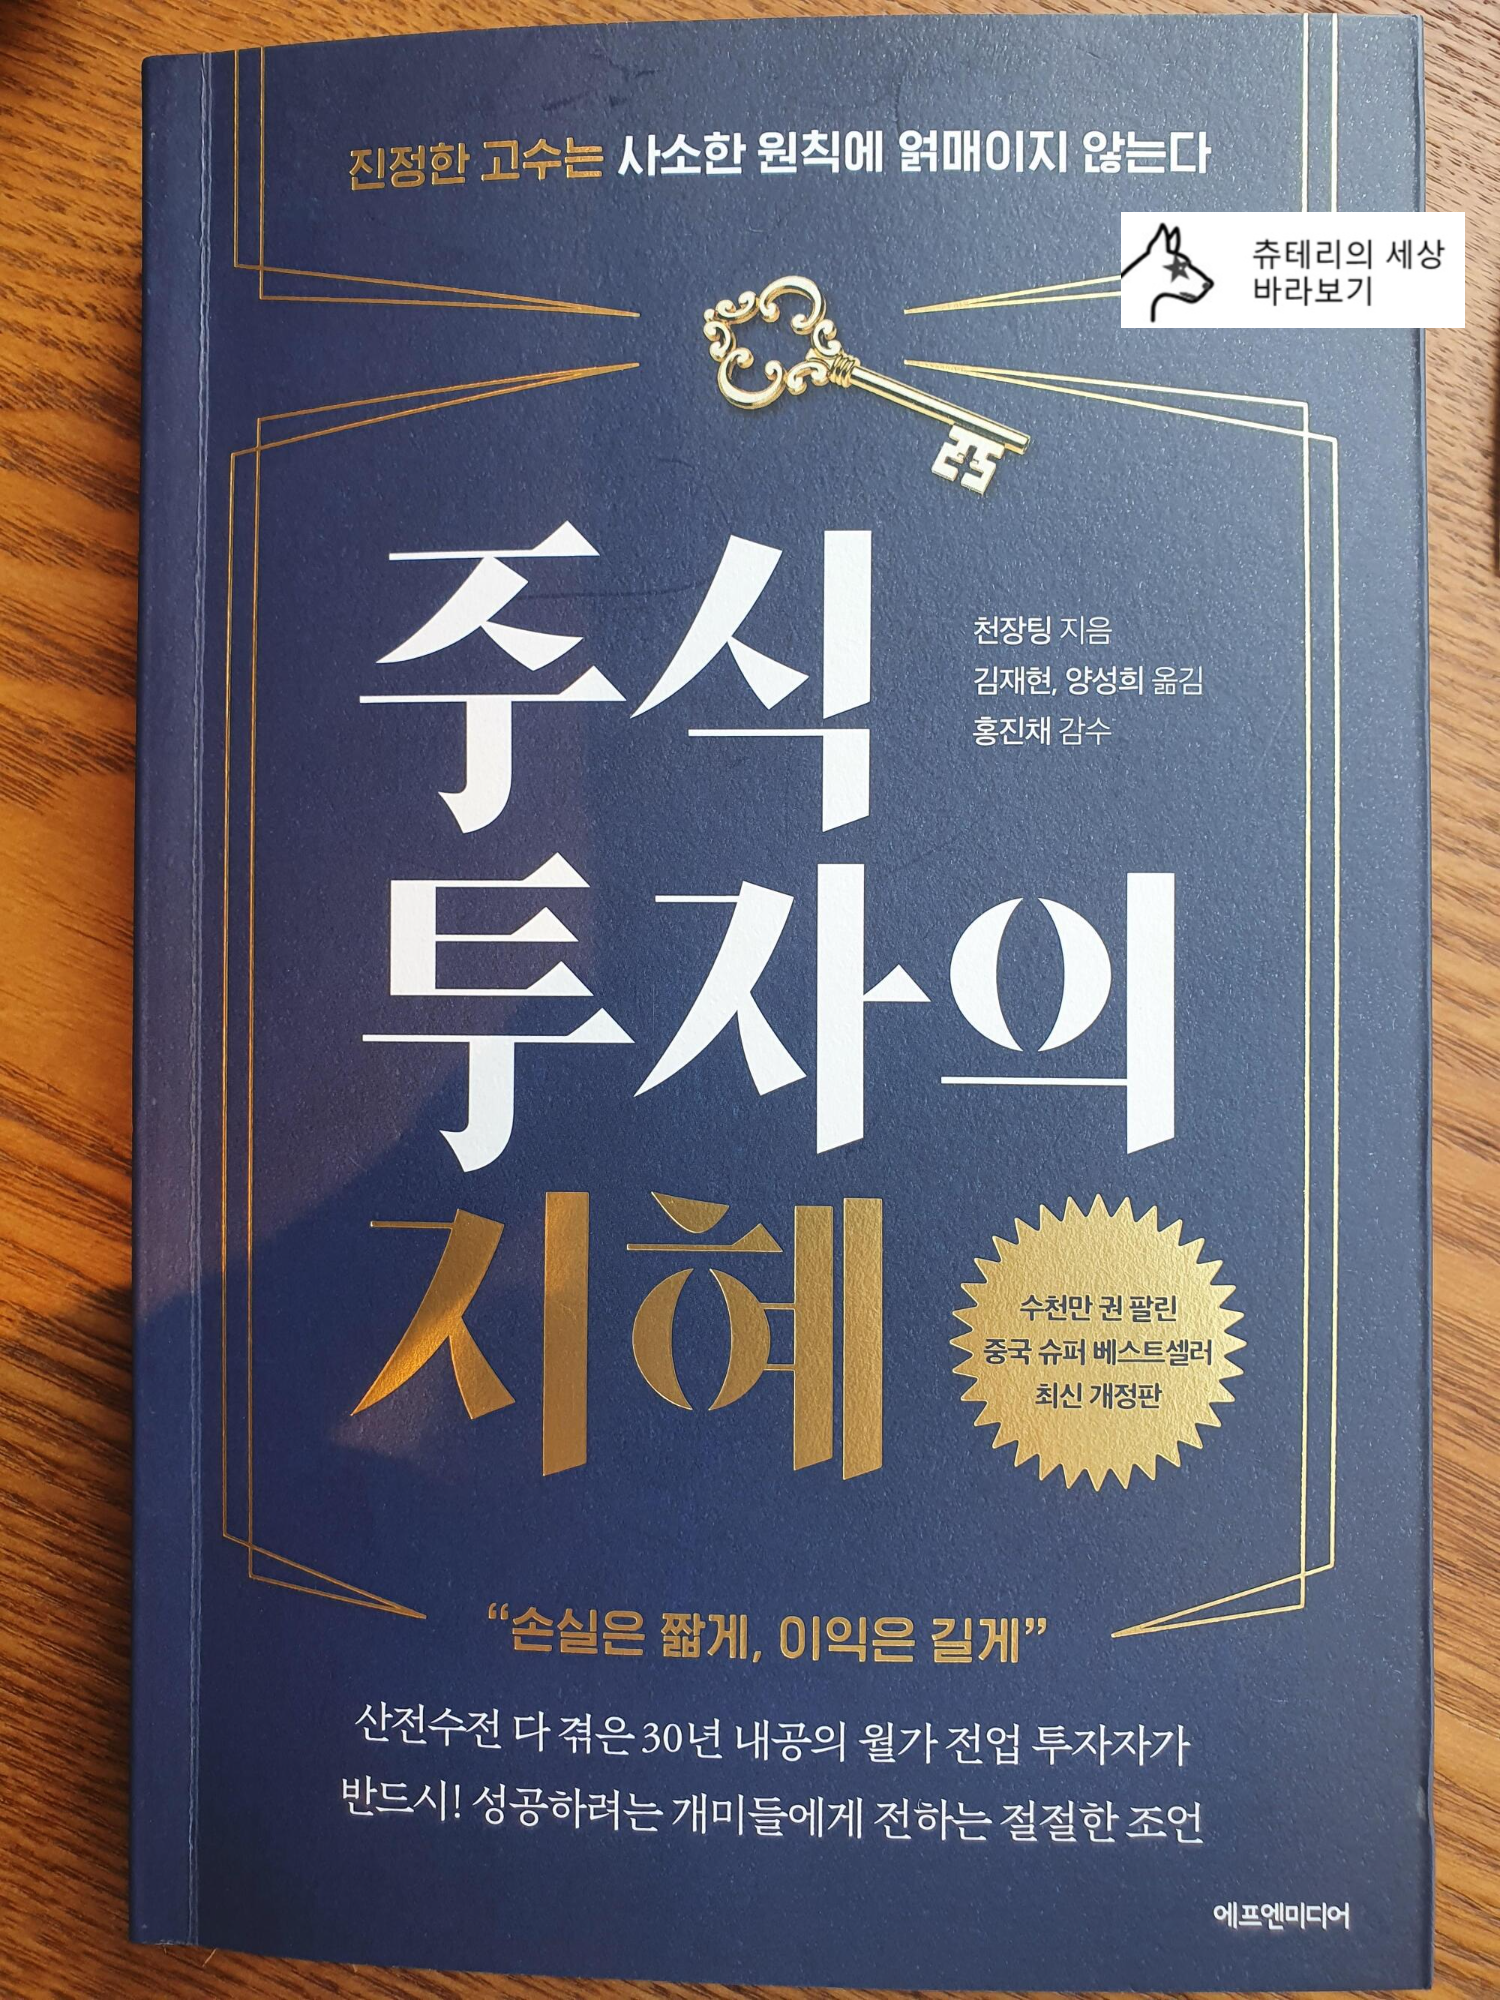 진정한 고수는 사소한 원칙에 얽매이지 않는다
츄테리의 세상
바라보기
주식
천장팅 지음
김재현, 양성희 옮김
홍진채 감수
투자의
지혜
수천만 권 팔린
중국 슈퍼 베스트셀러
최신 개정판
“손실은 짧게, 이익은 길게”
산전수전 다 겪은 30년 내공의 월가 전업 투자자가
반드시! 성공하려는 개미들에게 전하는 절절한 조언
에프엔미디어